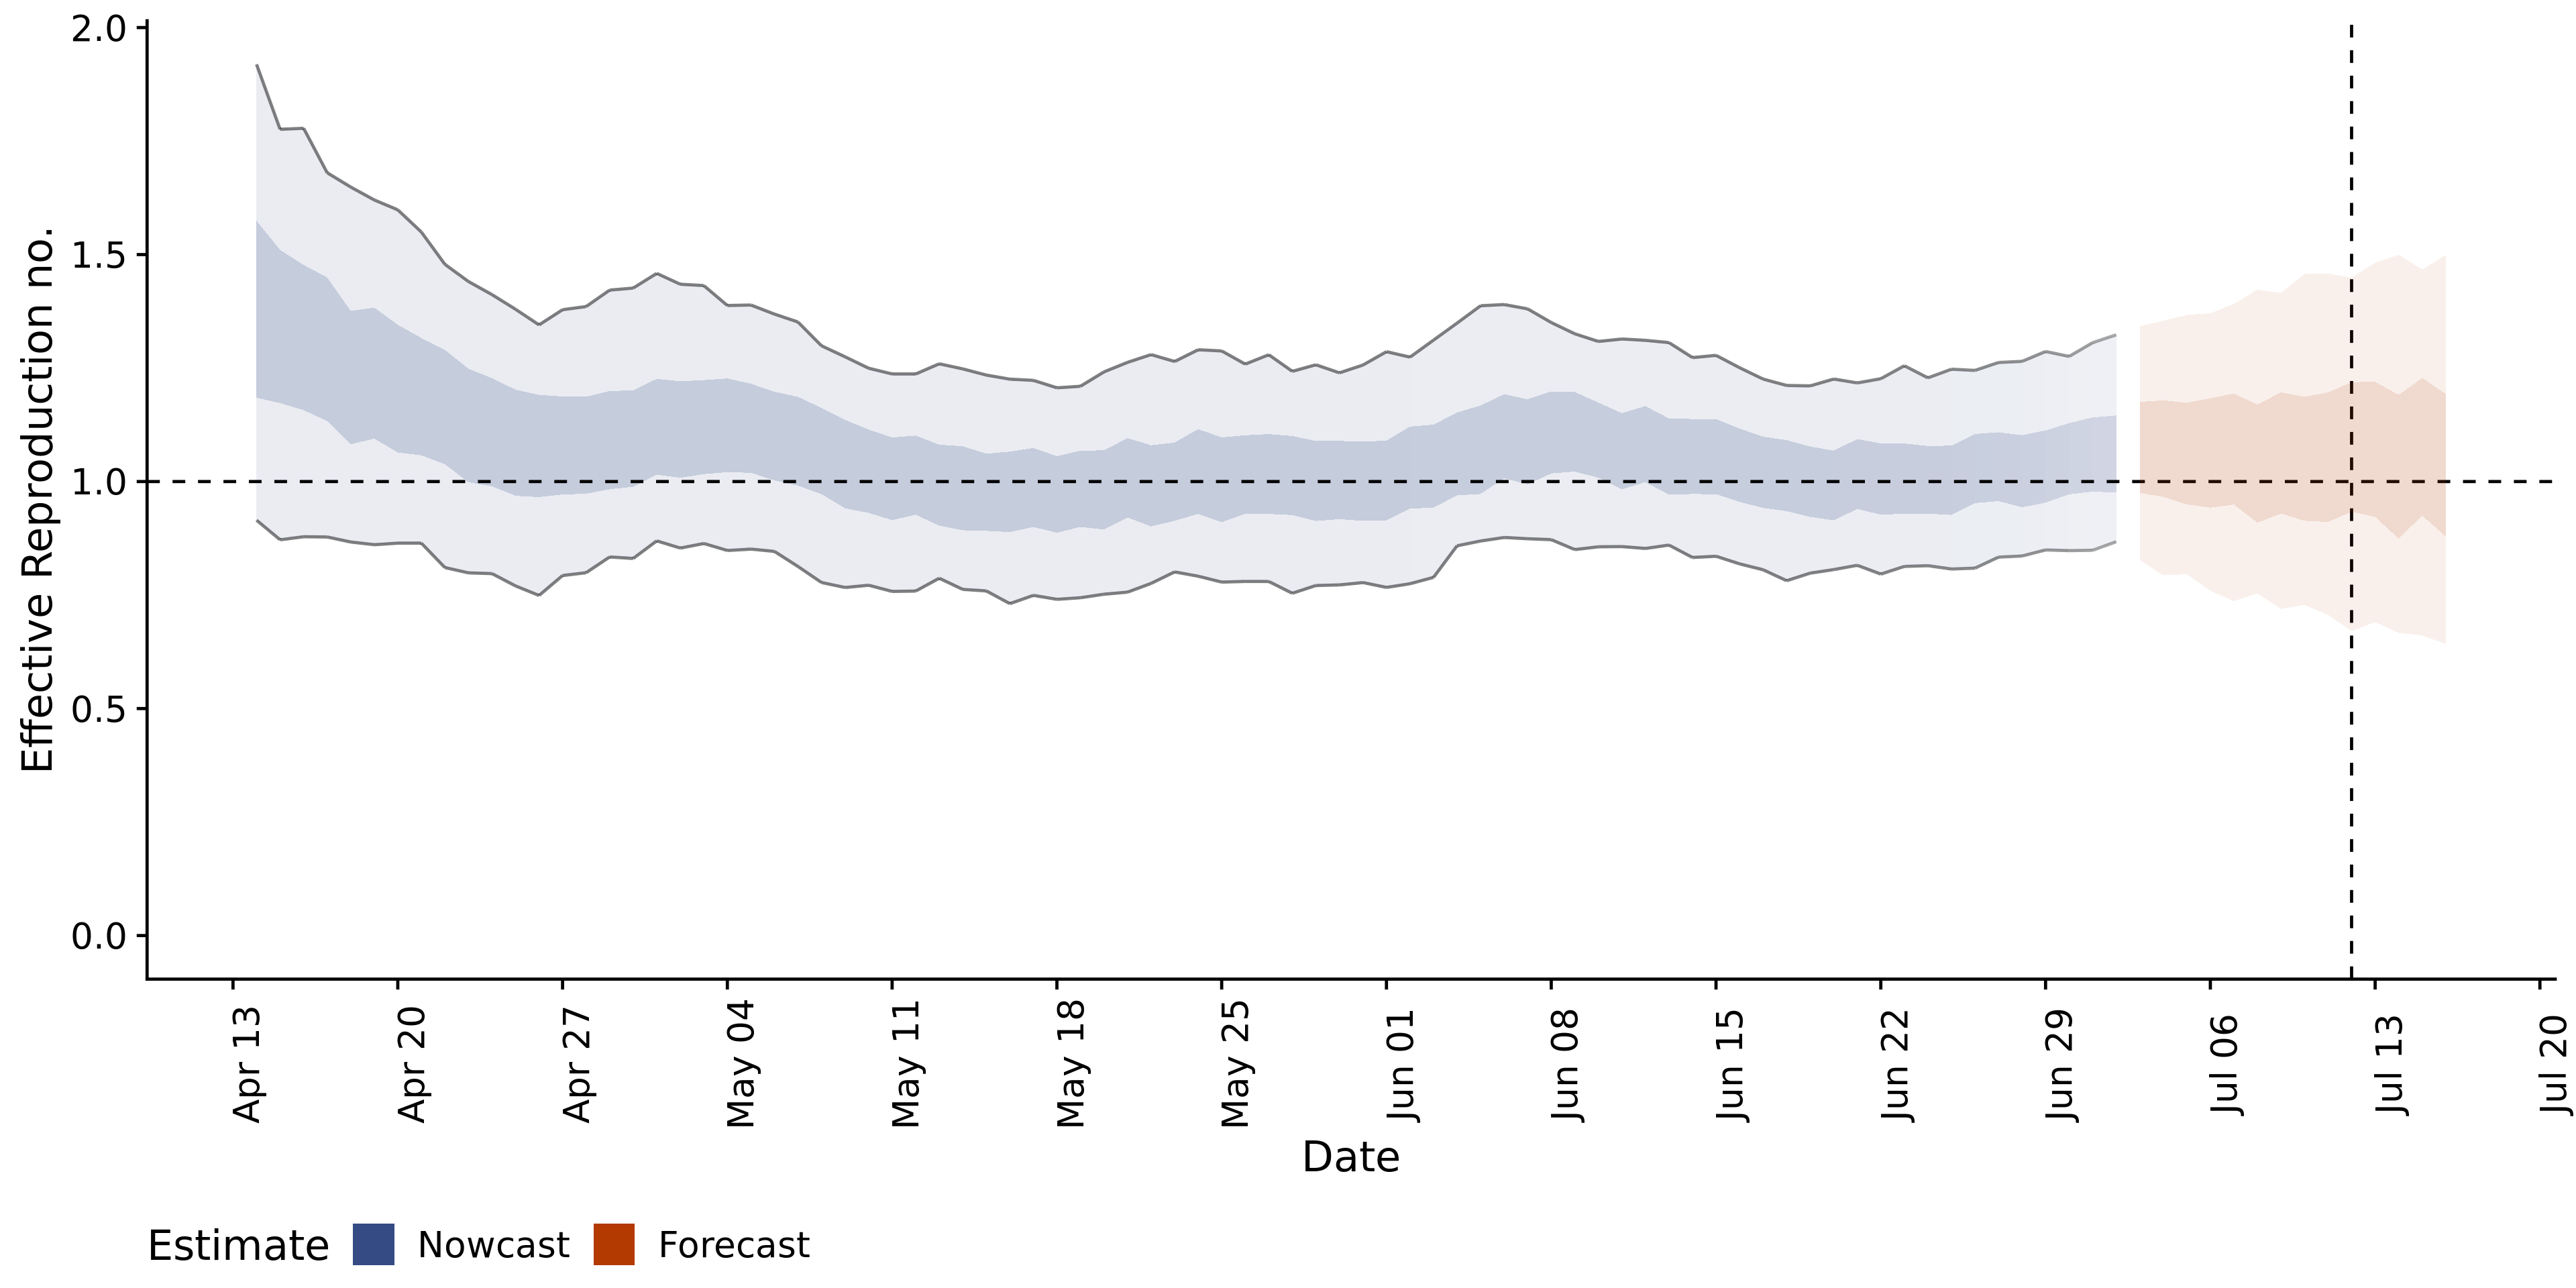 2.0
1.5
1.0
0.5
0.0
Effective Reproduction no.
Apr 13
Apr 20
Apr 27
May 04
May 11
May 18
May 25
Jun 01
Jun 08
Jun 15
Jun 22
Jun 29
Jul 06
Jul 13
Jul 20
Date
Estimate Nowcast Forecast